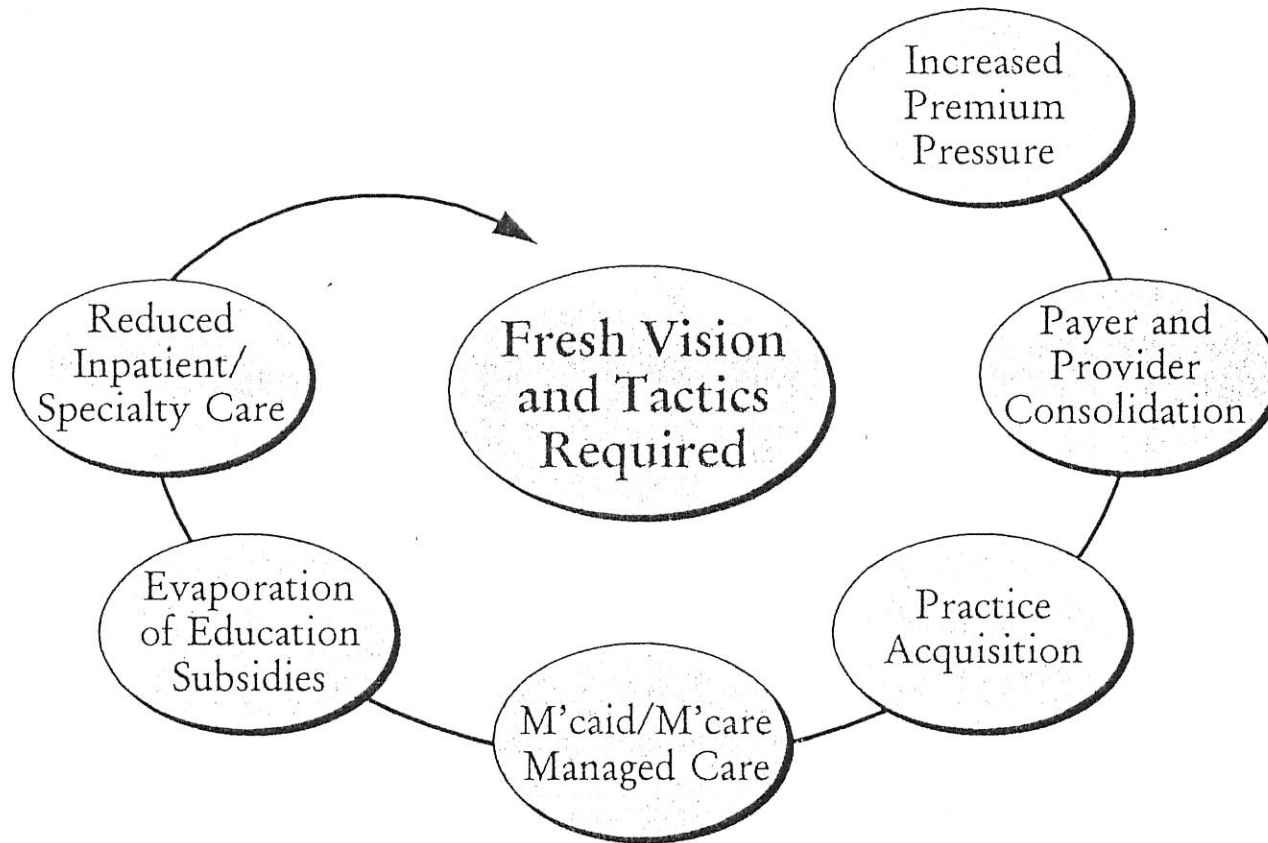 Increased
Premium
Pressure
Payer and
Provider
Consolidation
Practice
Acquisition
M'caid/M'care
Managed Care
Evaporation
of Education
Subsidies
Reduced
Inpatient/
Specialty Care
Fresh Vision
and Tactics
Required